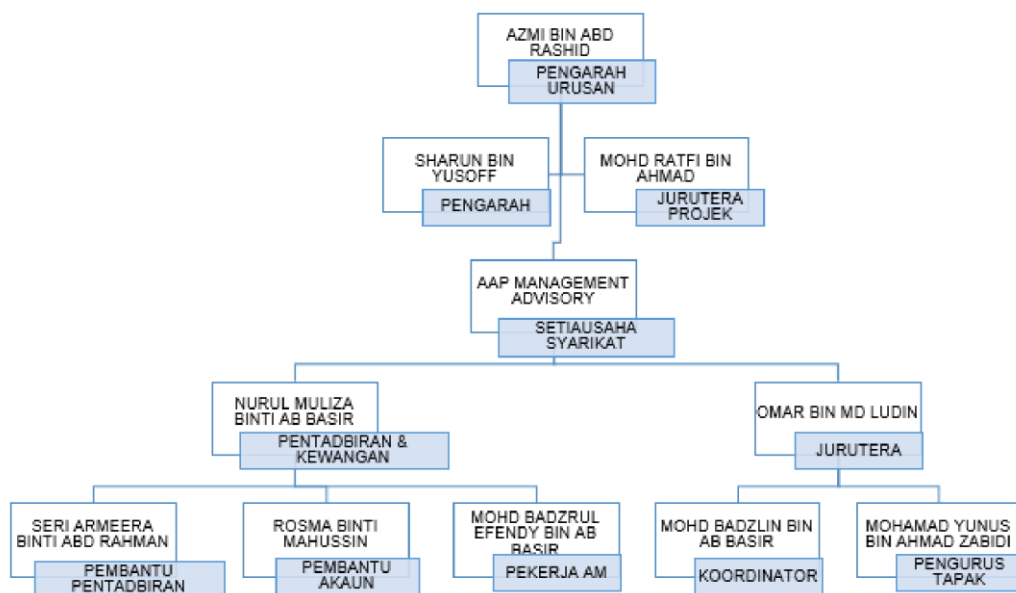 AZMI BIN ABD
RASHID
PENGARAH
URUSAN
SHARUN BIN
YUSOFF
PENGARAH
MOHD RATFI BIN
AHMAD
JURUTERA
PROJEK
AAP MANAGEMENT
ADVISORY
SETIAUSAHA
SYARIKAT
NURUL MULIZA
BINTI AB BASIR
PENTADBIRAN &
KEWANGAN
OMAR BIN MD LUDIN
JURUTERA
SERI ARMEERA
BINTI ABD RAHMAN
PEMBANTU
PENTADBIRAN
ROSMA BINTI
MAHUSSIN
PEMBANTU
AKAUN
MOHD BADZRUL
EFENDY BIN AB
BASIR
PEKERJA AM
MOHD BADZLIN BIN
AB BASIR
KOORDINATOR
MOHAMAD YUNUS
BIN AHMAD ZABIDI
PENGURUS
TAPAK